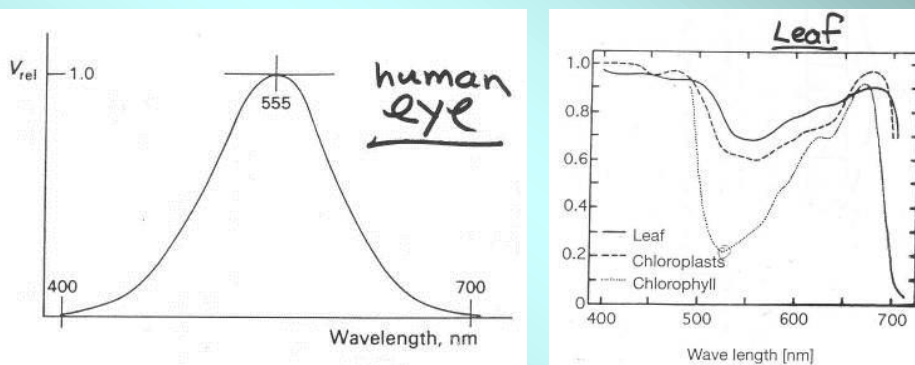 V rel
1.0
555
human
eye
400
700
Wavelength, nm
Leaf
1.0
0.8
0.6
0.4
0.2
0
Leaf
Chloroplasts
Chlorophyll
400
500
600
700
Wave length [nm]